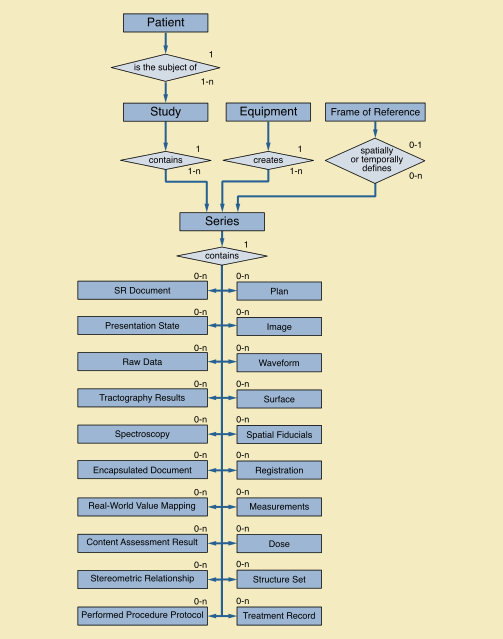 Patient
1
is the subject of
1-n
Study
Equipment
Frame of Reference
1
contains
1-n
1
creates
1-n
0-1
spatially
or temporally
defines
0-n
Series
1
contains
0-n 0-n
SR Document Plan
0-n 0-n
Presentation State Image
0-n 0-n
Raw Data Waveform
0-n 0-n
Tractography Results Surface
0-n 0-n
Spectroscopy Spatial Fiducials
0-n 0-n
Encapsulated Document Registration
0-n 0-n
Real-World Value Mapping Measurements
0-n 0-n
Content Assessment Result Dose
0-n 0-n
Stereometric Relationship Structure Set
0-n 0-n
Performed Procedure Protocol Treatment Record